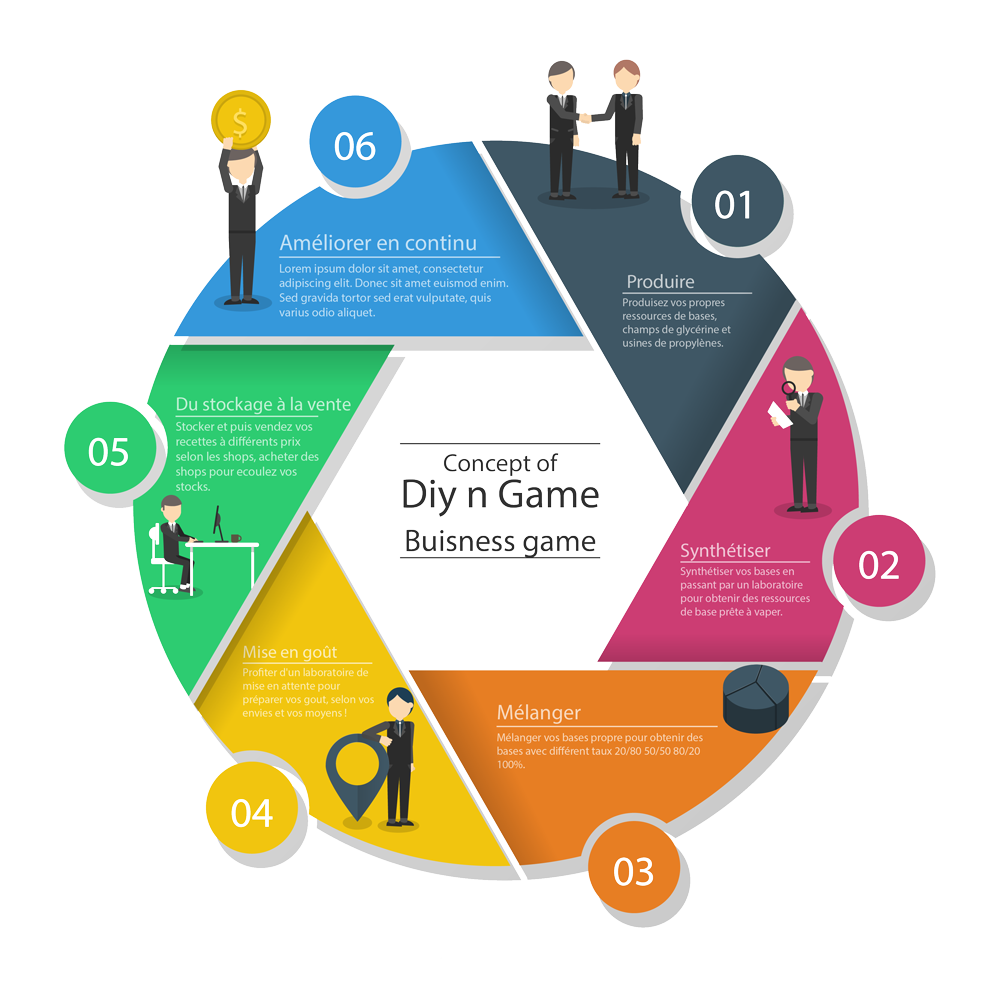 Concept of
Diy n Game
Buisness game
01
Produire
Produisez vos propres
ressources de bases,
champs de glycérine et
usines de propylènes.
02
Synthétiser
Synthétiser vos bases en
passant par un laboratoire
pour obtenir des ressources
de base prête à vaper.
03
Mélanger
Mélanger vos bases propre pour obtenir des
bases avec différent taux 20/80 50/50 80/20
100%.
04
Mise en goût
Profiter d'un laboratoire de
mise en attente pour
préparer vos gout, selon vos
envies et vos moyens !
05
Du stockage à la vente
Stocker et puis vendez vos
recettes à différents prix
selon les shops, acheter des
shops pour ecoulez vos
stocks.
06
Améliorer en continu
Lorem ipsum dolor sit amet, consectetur
adipiscing elit. Donec sit amet euismod enim.
Sed gravida tortor sed erat vulputate, quis
varius odio aliquet.
$